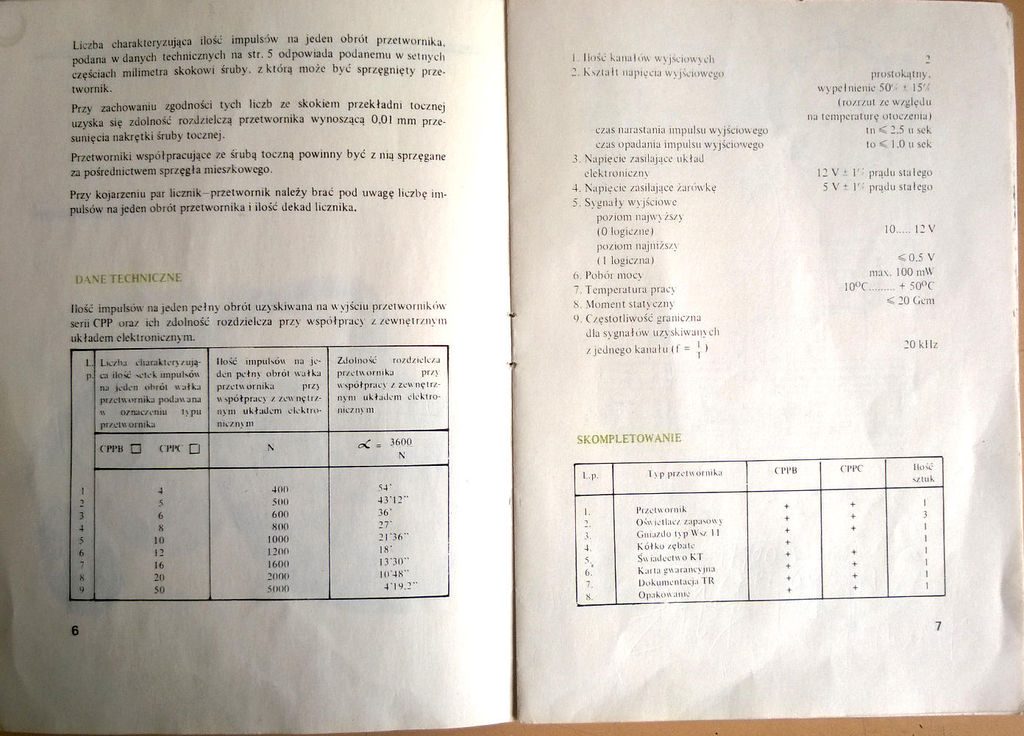 Liczba charakteryzująca ilość impulsów na jeden obrót przetwornika,
podana w danych technicznych na str. 5 odpowiada podanemu w setnych
częściach milimetra skokowi śruby, z którą może być sprzęgnięty prze-
twornik.
Przy zachowaniu zgodności tych liczb ze skokiem przekładni tocznej
uzyska się zdolność rozdzielczą przetwornika wynoszącą 0,01 mm prze-
sunięcia nakrętki śruby tocznej.
Przetworniki współpracujące ze śrubą toczną powinny być z nią sprzęgane
za pośrednictwem sprzęgła mieszkowego.
Przy kojarzeniu par licznik-przetwornik należy brać pod uwagę liczbę im-
pulsów na jeden obrót przetwornika i ilość dekad licznika.
DANE TECHNICZNE
Ilość impulsów na jeden pełny obrót uzyskiwana na wyjściu przetworników
serii CPP oraz ich zdolność rozdzielcza przy współpracy z zewnętrznym
układem elektronicznym.
L. Liczba charakteryzują- Ilość impulsów na je- Zdolność rozdzielcza
p. ca ilość setek impulsów den pełny obrót wałka przetwornika przy
na jeden obrót wałka przetwornika przy współpracy z zewnętrz-
przetwornika podawana współpracy z zewnętrz- nym układem elektro-
w oznaczeniu typu nym układem elektro- nicznym
przetwornika nicznym
CPPB □ CPPC □ N α = 3600
N
1 4 400 54'
2 5 500 43'12"
3 6 600 36'
4 8 800 27'
5 10 1000 21'36"
6 12 1200 18'
7 16 1600 13'30"
8 20 2000 10'48"
9 50 5000 4'19.2"
6
1. Ilość kanałów wyjściowych 2
2. Kształt napięcia wyjściowego prostokątny,
wypełnienie 50% ± 15%
(rozrzut ze względu
na temperaturę otoczenia)
czas narastania impulsu wyjściowego tn ≤ 2.5 u sek
czas opadania impulsu wyjściowego to ≤ 1.0 u sek
3. Napięcie zasilające układ
elektroniczny 12 V ± 1% prądu stałego
4. Napięcie zasilające żarówkę 5 V ± 1% prądu stałego
5. Sygnały wyjściowe
poziom najwyższy
(0 logiczne) 10..... 12 V
poziom najniższy
(1 logiczna) ≤ 0.5 V
6. Pobór mocy max. 100 mW
7. Temperatura pracy 10°C......... + 50°C
8. Moment statyczny ≤ 20 Gcm
9. Częstotliwość graniczna
dla sygnałów uzyskiwanych
z jednego kanału (f = 1/T) 20 kHz
SKOMPLETOWANIE
L.p. Typ przetwornika CPPB CPPC Ilość
sztuk
1. Przetwornik + + 1
2. Oświetlacz zapasowy + + 3
3. Gniazdo typ Wsz 11 + + 1
4. Kółko zębate + 1
5. Świadectwo KT + + 1
6. Karta gwarancyjna + + 1
7. Dokumentacja TR + + 1
8. Opakowanie + + 1
7